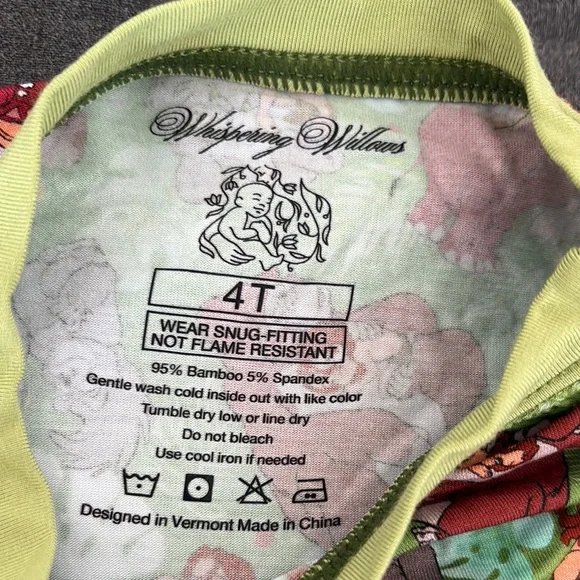 Whispering Willows
4T
WEAR SNUG-FITTING
NOT FLAME RESISTANT
95% Bamboo 5% Spandex
Gentle wash cold inside out with like color
Tumble dry low or line dry
Do not bleach
Use cool iron if needed
Designed in Vermont Made in China